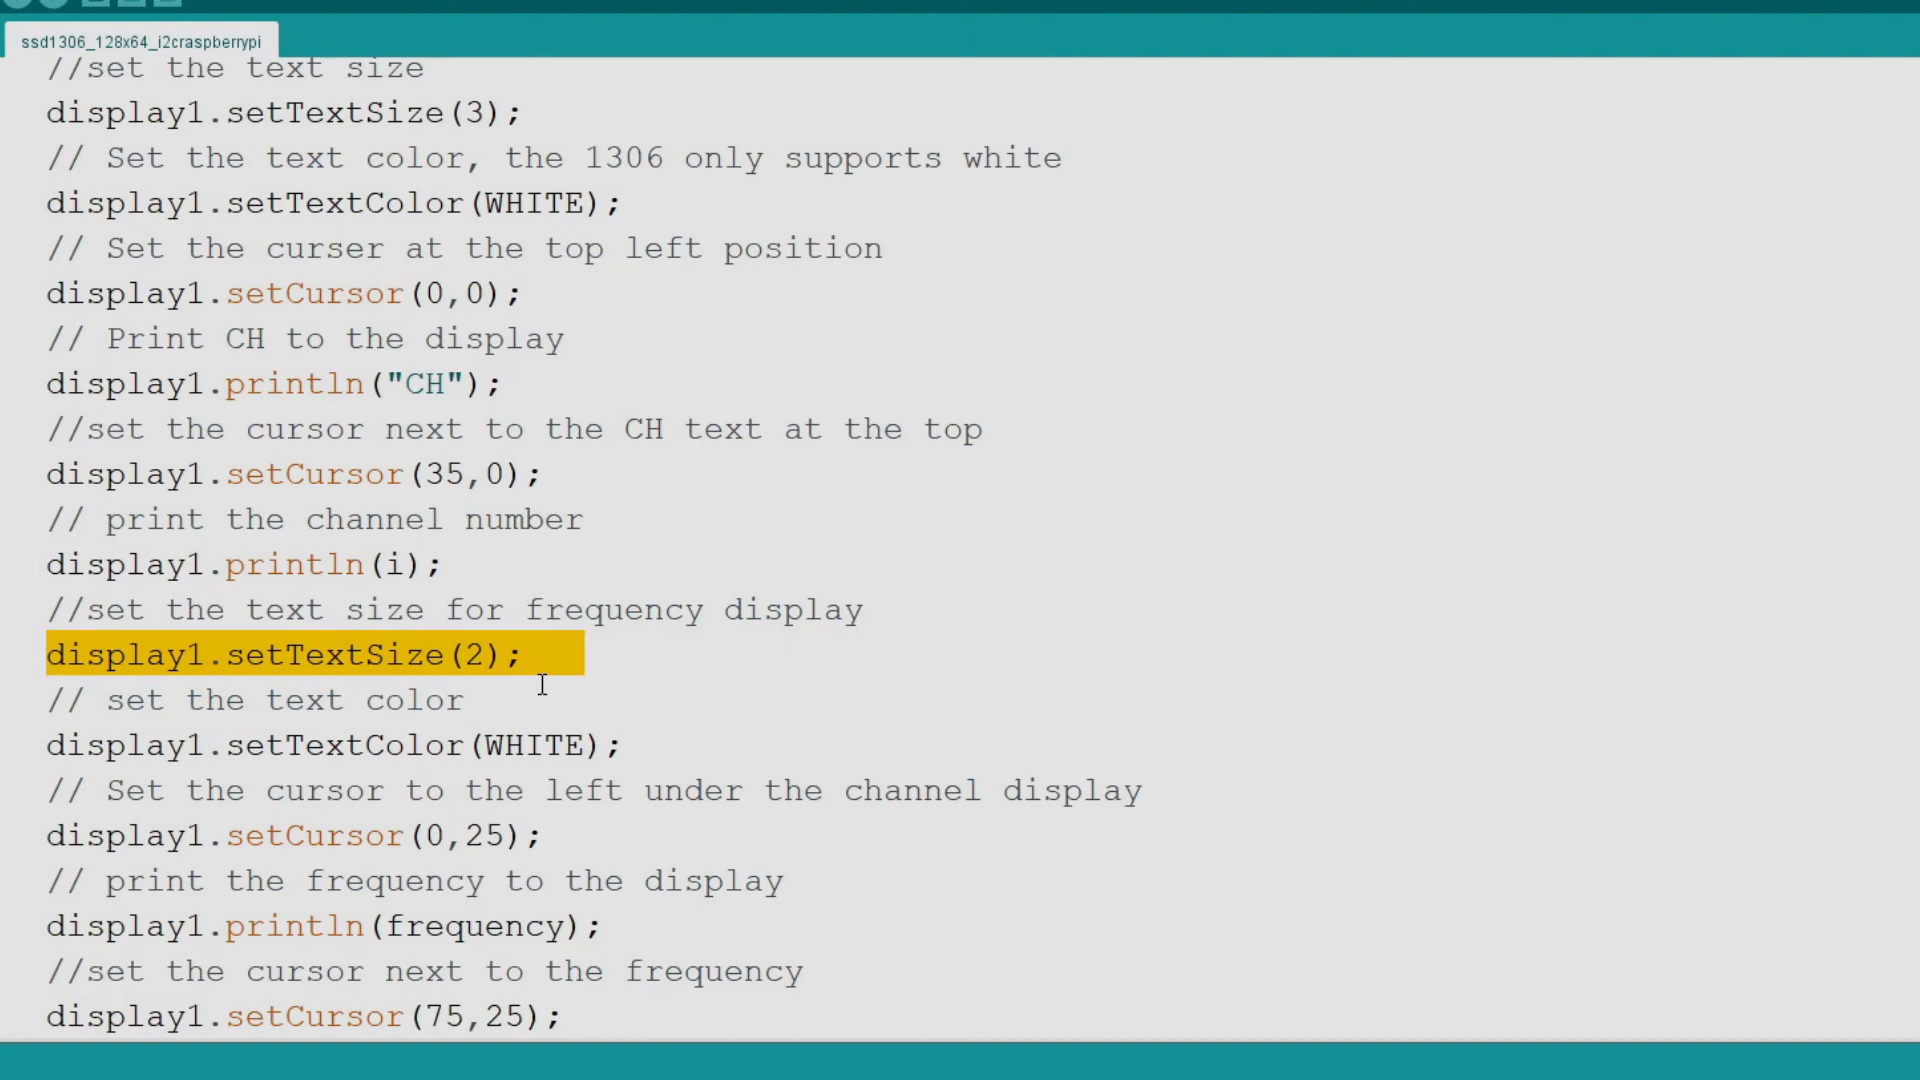 ssd1306_128x64_i2craspberrypi
//set the text size
display1.setTextSize(3);
// Set the text color, the 1306 only supports white
display1.setTextColor(WHITE);
// Set the curser at the top left position
display1.setCursor(0,0);
// Print CH to the display
display1.println("CH");
//set the cursor next to the CH text at the top
display1.setCursor(35,0);
// print the channel number
display1.println(i);
//set the text size for frequency display
display1.setTextSize(2);
// set the text color
display1.setTextColor(WHITE);
// Set the cursor to the left under the channel display
display1.setCursor(0,25);
// print the frequency to the display
display1.println(frequency);
//set the cursor next to the frequency
display1.setCursor(75,25);